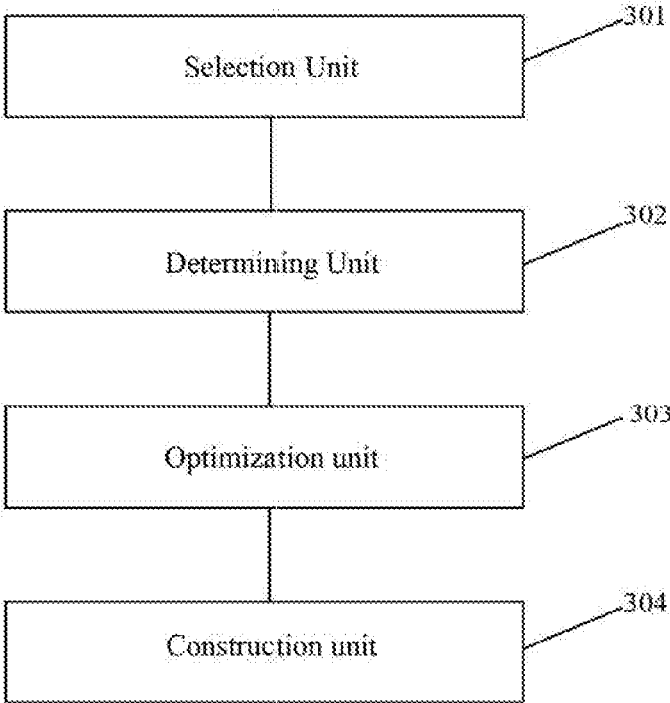 301
Selection Unit
302
Determining Unit
303
Optimization unit
304
Construction unit